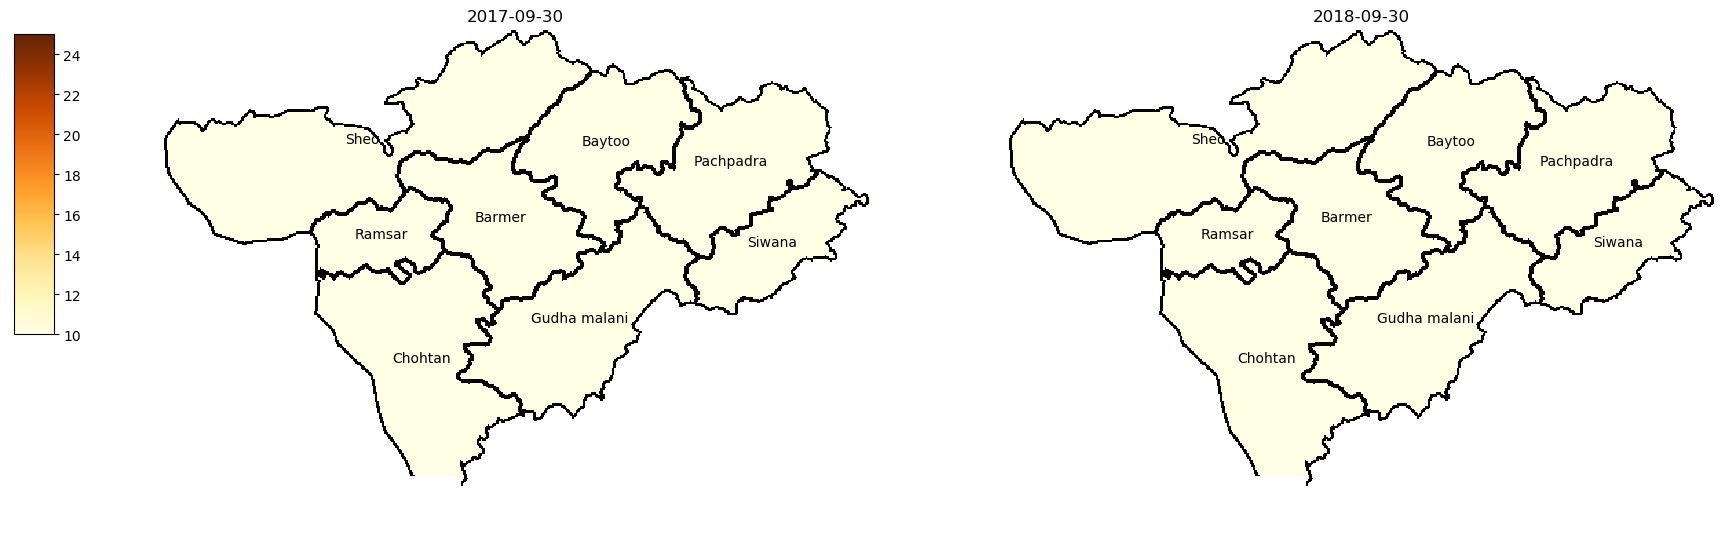 2017-09-30
2018-09-30
24
22
20
18
16
14
12
10
Sheo
Baytoo
Pachpadra
Barmer
Ramsar
Siwana
Gudha malani
Chohtan
Sheo
Baytoo
Pachpadra
Barmer
Ramsar
Siwana
Gudha malani
Chohtan